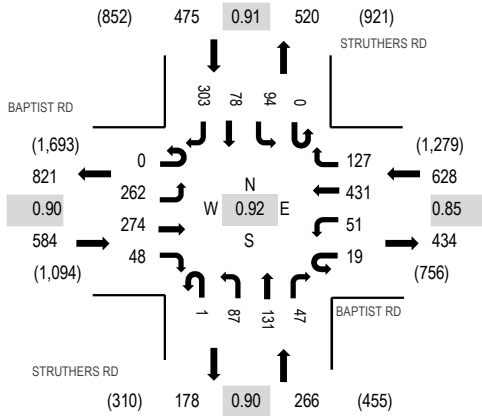 (852) 475 0.91 520 (921)
STRUTHERS RD
303 78 94 0
BAPTIST RD
(1,693)
821
0.90
584
(1,094)
0
262
274
48
N
W 0.92 E
S
127
431
51
19
(1,279)
628
0.85
434
(756)
1 87 131 47
BAPTIST RD
STRUTHERS RD
(310) 178 0.90 266 (455)